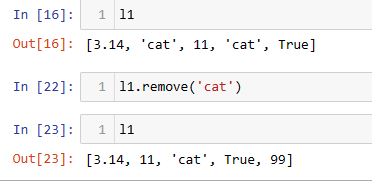 In [16]: 1 l1
Out[16]: [3.14, 'cat', 11, 'cat', True]
In [22]: 1 l1.remove('cat')
In [23]: 1 l1
Out[23]: [3.14, 11, 'cat', True, 99]